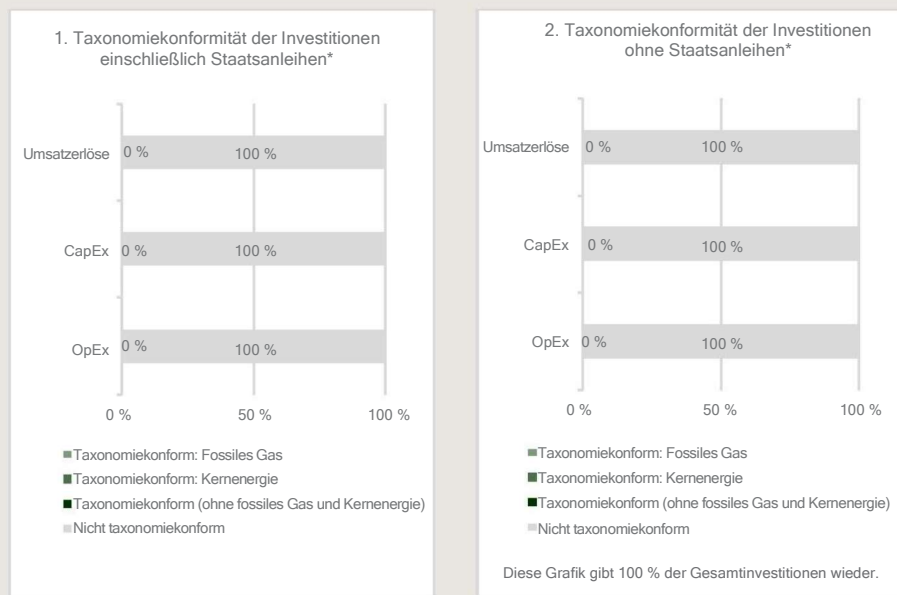 1. Taxonomiekonformität der Investitionen
einschließlich Staatsanleihen*
Umsatzerlöse 0 % 100 %
CapEx 0 % 100 %
OpEx 0 % 100 %
0 % 50 % 100 %
Taxonomiekonform: Fossiles Gas
Taxonomiekonform: Kernenergie
Taxonomiekonform (ohne fossiles Gas und Kernenergie)
Nicht taxonomiekonform
2. Taxonomiekonformität der Investitionen
ohne Staatsanleihen*
Umsatzerlöse 0 % 100 %
CapEx 0 % 100 %
OpEx 0 % 100 %
0 % 50 % 100 %
Taxonomiekonform: Fossiles Gas
Taxonomiekonform: Kernenergie
Taxonomiekonform (ohne fossiles Gas und Kernenergie)
Nicht taxonomiekonform
Diese Grafik gibt 100 % der Gesamtinvestitionen wieder.